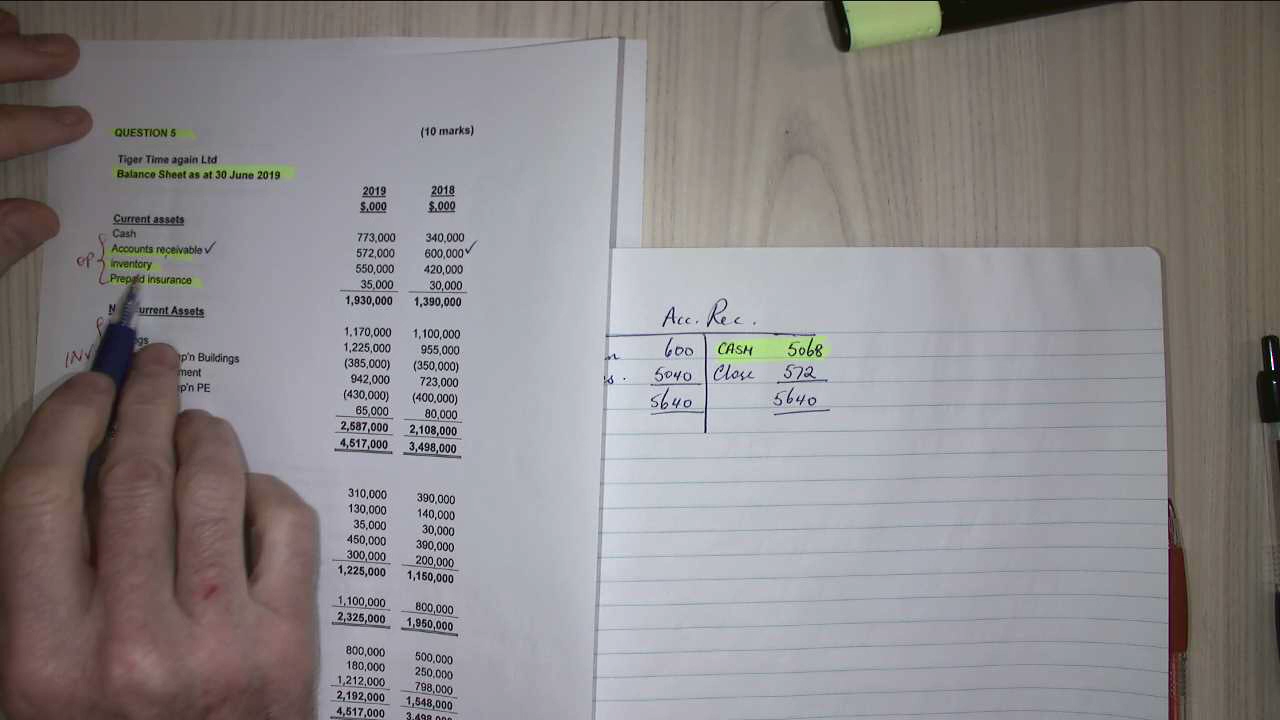 QUESTION 5 (10 marks)
Tiger Time again Ltd
Balance Sheet as at 30 June 2019
2019 2018
$,000 $,000
Current assets
Cash 773,000 340,000
Accounts receivable ✓ 572,000 600,000 ✓
OP
inventory 550,000 420,000
Prepaid insurance 35,000 30,000
1,930,000 1,390,000
urrent Assets
1,170,000 1,100,000
INV
1,225,000 955,000
p'n Buildings (385,000) (350,000)
ment 942,000 723,000
p'n PE (430,000) (400,000)
65,000 80,000
2,587,000 2,108,000
4,517,000 3,498,000
310,000 390,000
130,000 140,000
35,000 30,000
450,000 390,000
300,000 200,000
1,225,000 1,150,000
1,100,000 800,000
2,325,000 1,950,000
800,000 500,000
180,000 250,000
1,212,000 798,000
2,192,000 1,548,000
4,517,000 3,498,000
Acc. Rec.
600 CASH 5068
5040 Close 572
5640 5640